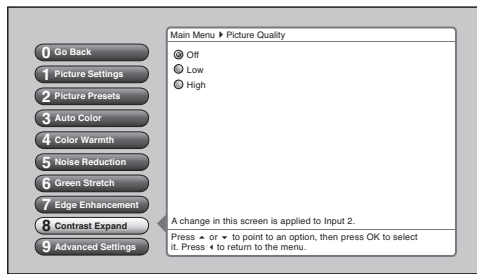 Main Menu ▶ Picture Quality
0 Go Back
1 Picture Settings
2 Picture Presets
3 Auto Color
4 Color Warmth
5 Noise Reduction
6 Green Stretch
7 Edge Enhancement
8 Contrast Expand
9 Advanced Settings
Off
Low
High
A change in this screen is applied to Input 2.
Press ▲ or ▼ to point to an option, then press OK to select
it. Press ◀ to return to the menu.